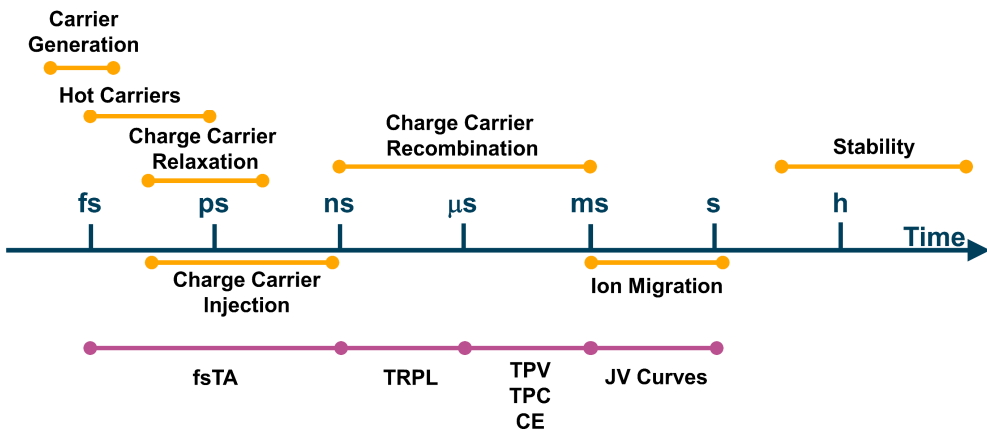 Carrier
Generation
Hot Carriers
Charge Carrier
Relaxation
Charge Carrier
Recombination
Stability
fs ps ns μs ms s h
Time
Charge Carrier
Injection
Ion Migration
fsTA
TRPL
TPV
TPC
CE
JV Curves